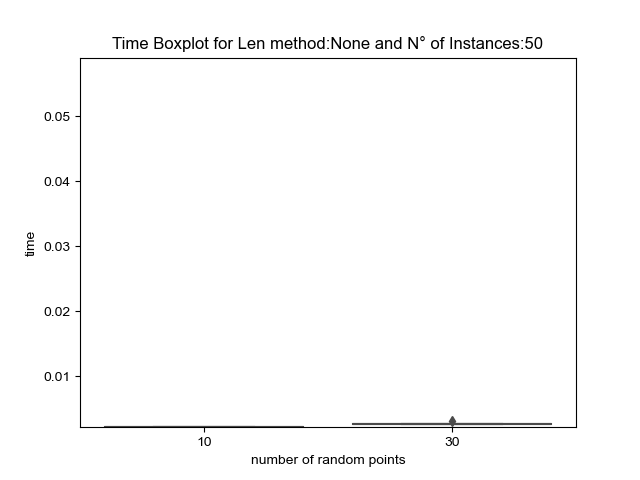 Time Boxplot for Len method:None and N° of Instances:50
0.05
0.04
0.03
0.02
0.01
time
10 30
number of random points